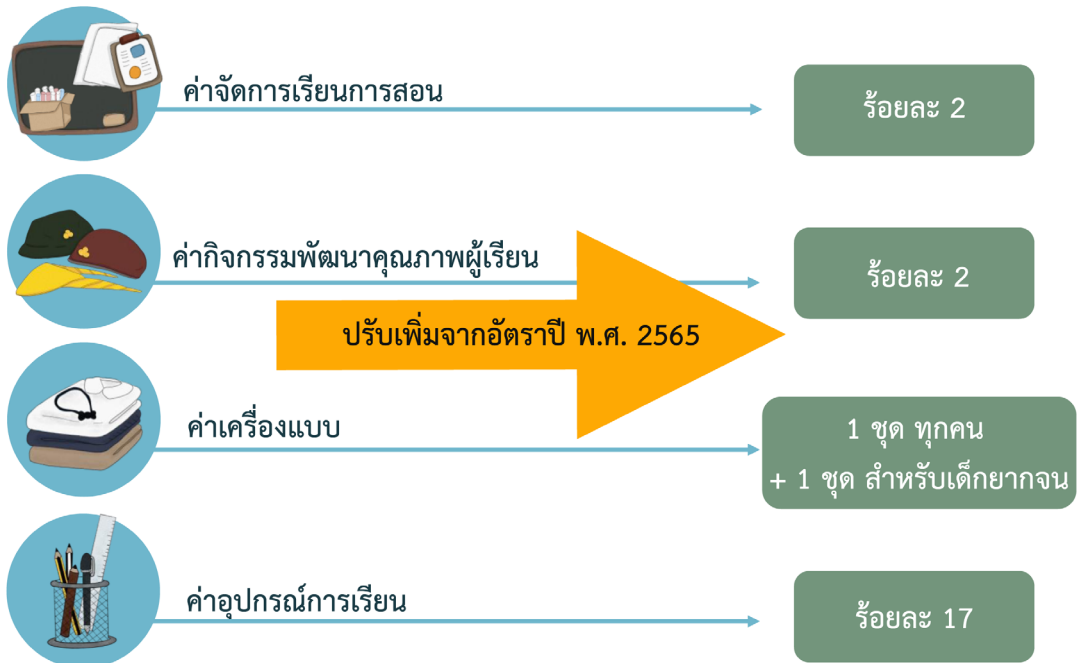 ค่าจัดการเรียนการสอน
ร้อยละ 2
ค่ากิจกรรมพัฒนาคุณภาพผู้เรียน
ร้อยละ 2
ปรับเพิ่มจากอัตราปี พ.ศ. 2565
ค่าเครื่องแบบ
1 ชุด ทุกคน
+ 1 ชุด สำหรับเด็กยากจน
ค่าอุปกรณ์การเรียน
ร้อยละ 17